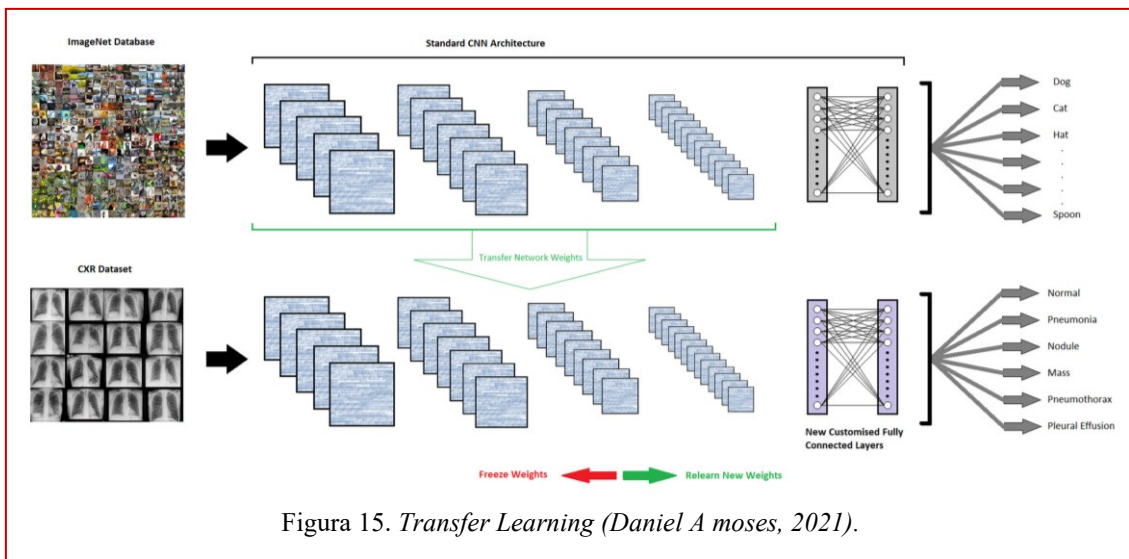 ImageNet Database
Standard CNN Architecture
Dog
Cat
Hat
.
.
.
Spoon
Transfer Network Weights
CXR Dataset
Normal
Pneumonia
Nodule
Mass
Pneumothorax
Pleural Effusion
New Customised Fully
Connected Layers
Freeze Weights
Relearn New Weights
Figura 15. Transfer Learning (Daniel A moses, 2021).